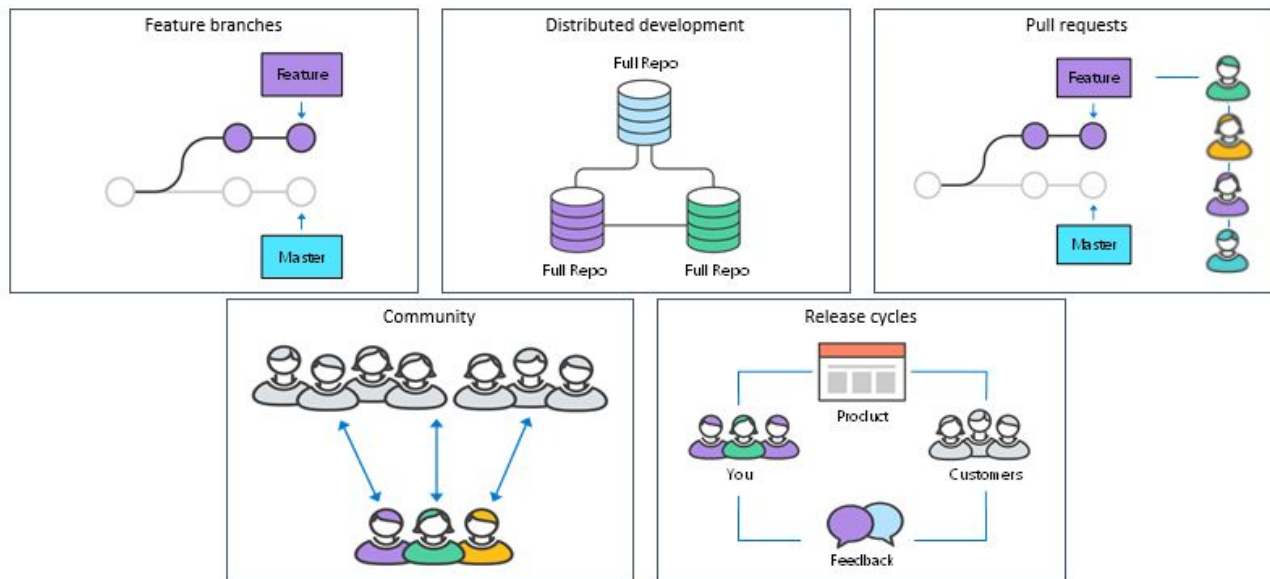 Feature branches
Feature
Master
Distributed development
Full Repo
Full Repo
Full Repo
Pull requests
Feature
Master
Community
Release cycles
Product
You
Customers
Feedback